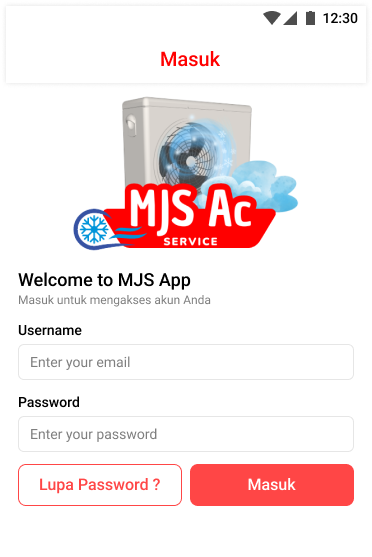 12:30
Masuk
MJS Ac
SERVICE
Welcome to MJS App
Masuk untuk mengakses akun Anda
Username
Enter your email
Password
Enter your password
Lupa Password ? Masuk